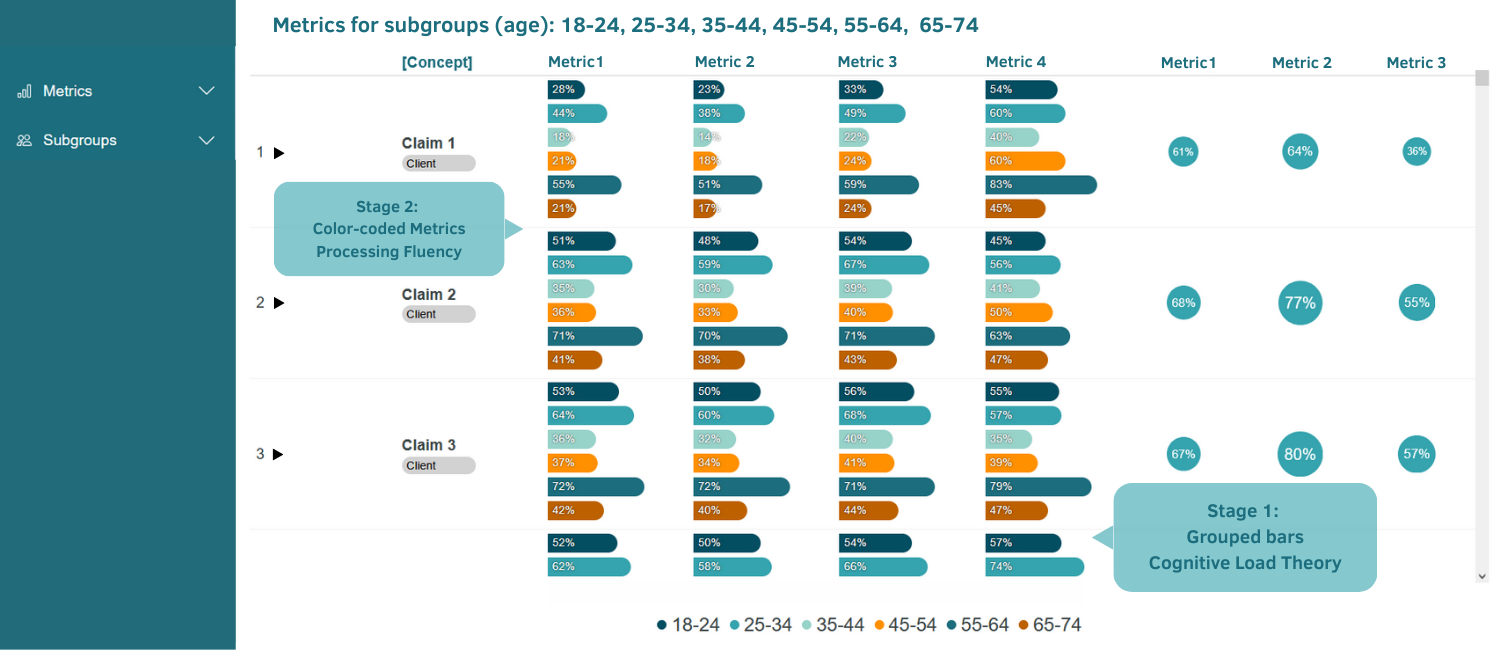 Metrics for subgroups (age): 18-24, 25-34, 35-44, 45-54, 55-64, 65-74
Metrics
Subgroups
[Concept] Metric1 Metric 2 Metric 3 Metric 4 Metric1 Metric 2 Metric 3
28% 23% 33% 54%
44% 38% 49% 60%
18% 14% 22% 40%
1 Claim 1 61% 64% 36%
Client
21% 18% 24% 60%
55% 51% 59% 83%
21% 17% 24% 45%
Stage 2:
Color-coded Metrics
Processing Fluency
51% 48% 54% 45%
63% 59% 67% 56%
35% 30% 39% 41%
2 Claim 2 68% 77% 55%
Client
36% 33% 40% 50%
71% 70% 71% 63%
41% 38% 43% 47%
53% 50% 56% 55%
64% 60% 68% 57%
36% 32% 40% 35%
3 Claim 3 67% 80% 57%
Client
37% 34% 41% 39%
72% 72% 71% 79%
42% 40% 44% 47%
Stage 1:
Grouped bars
Cognitive Load Theory
52% 50% 54% 57%
62% 58% 66% 74%
18-24 25-34 35-44 45-54 55-64 65-74